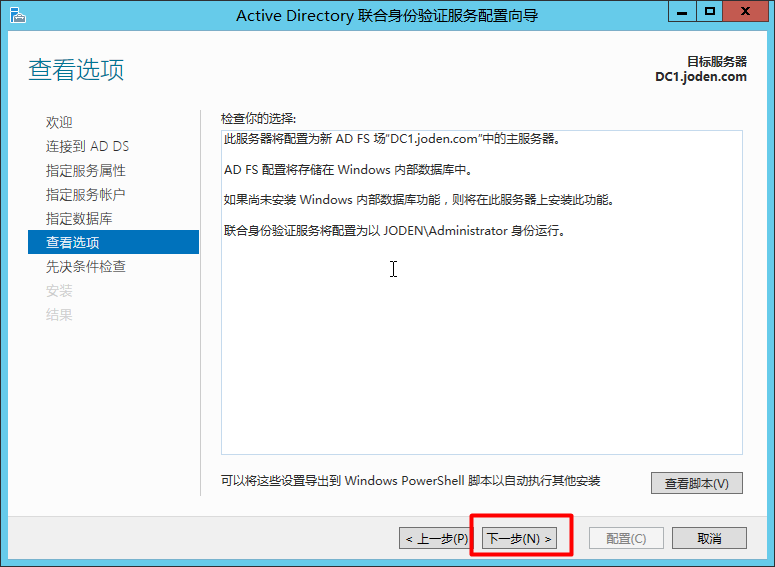 Active Directory 联合身份验证服务配置向导
查看选项
目标服务器
DC1.joden.com
欢迎
连接到 AD DS
指定服务属性
指定服务帐户
指定数据库
查看选项
先决条件检查
安装
结果
检查你的选择:
此服务器将配置为新 AD FS 场"DC1.joden.com"中的主服务器。
AD FS 配置将存储在 Windows 内部数据库中。
如果尚未安装 Windows 内部数据库功能，则将在此服务器上安装此功能。
联合身份验证服务将配置为以 JODEN\Administrator 身份运行。
可以将这些设置导出到 Windows PowerShell 脚本以自动执行其他安装
查看脚本(V)
< 上一步(P)
下一步(N) >
配置(C)
取消